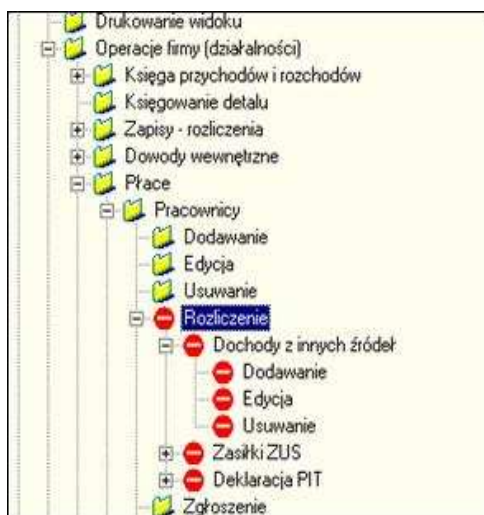 Drukowanie widoku
Operacje firmy (działalności)
Księga przychodów i rozchodów
Księgowanie detalu
Zapisy - rozliczenia
Dowody wewnętrzne
Płace
Pracownicy
Dodawanie
Edycja
Usuwanie
Rozliczenie
Dochody z innych źródeł
Dodawanie
Edycja
Usuwanie
Zasiłki ZUS
Deklaracja PIT
Zgłoszenie